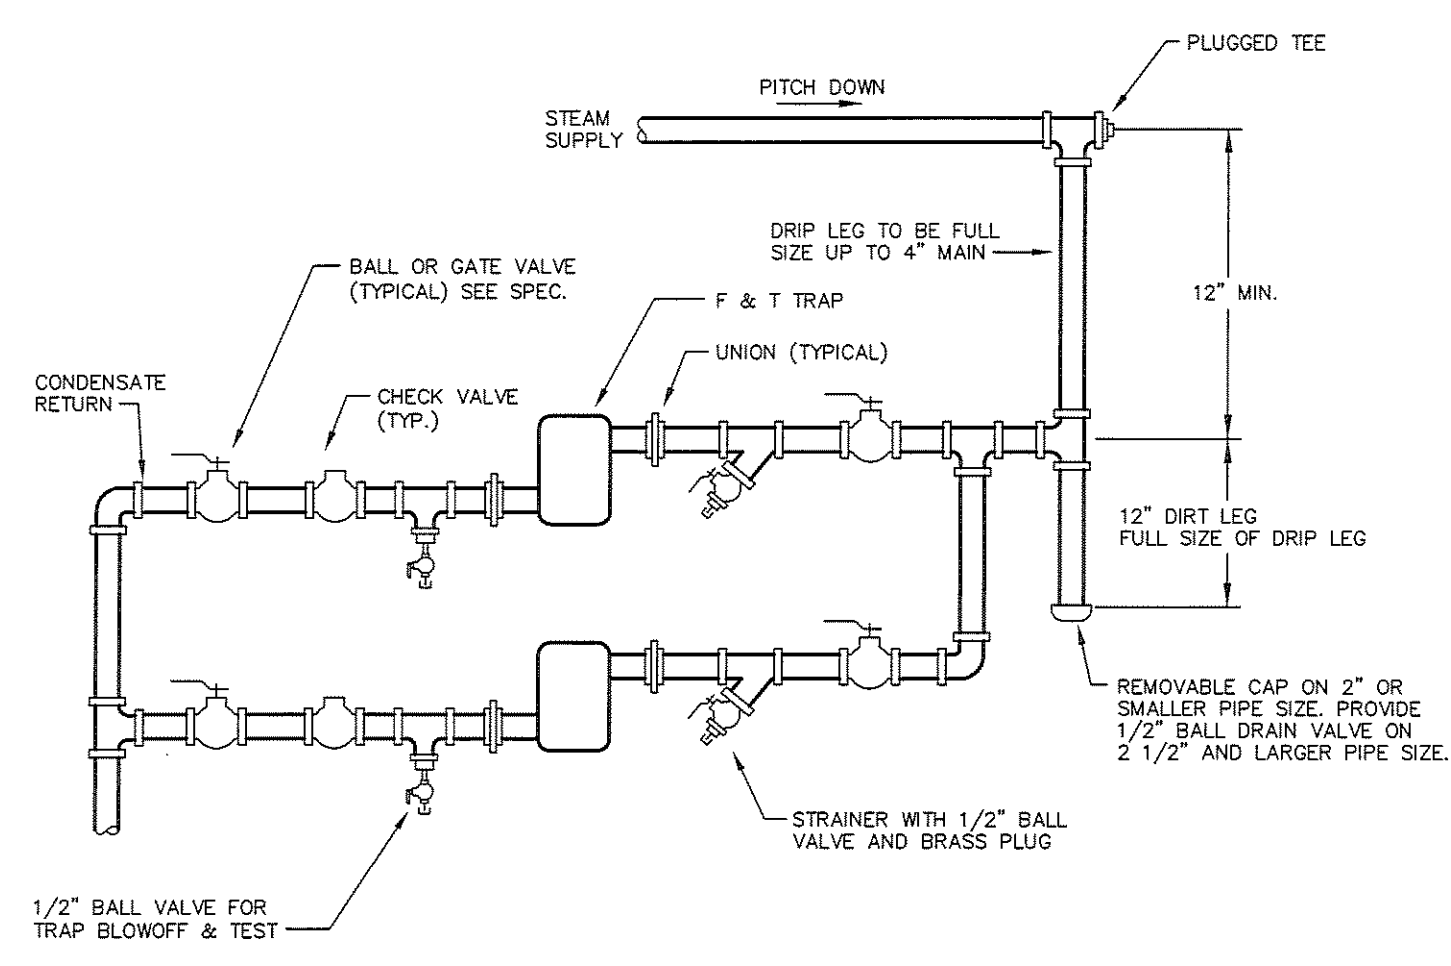 PLUGGED TEE
PITCH DOWN
STEAM
SUPPLY
DRIP LEG TO BE FULL
SIZE UP TO 4" MAIN
BALL OR GATE VALVE
(TYPICAL) SEE SPEC.
F & T TRAP
12" MIN.
UNION (TYPICAL)
CONDENSATE
RETURN
CHECK VALVE
(TYP.)
12" DIRT LEG
FULL SIZE OF DRIP LEG
REMOVABLE CAP ON 2" OR
SMALLER PIPE SIZE. PROVIDE
1/2" BALL DRAIN VALVE ON
2 1/2" AND LARGER PIPE SIZE.
STRAINER WITH 1/2" BALL
VALVE AND BRASS PLUG
1/2" BALL VALVE FOR
TRAP BLOWOFF & TEST